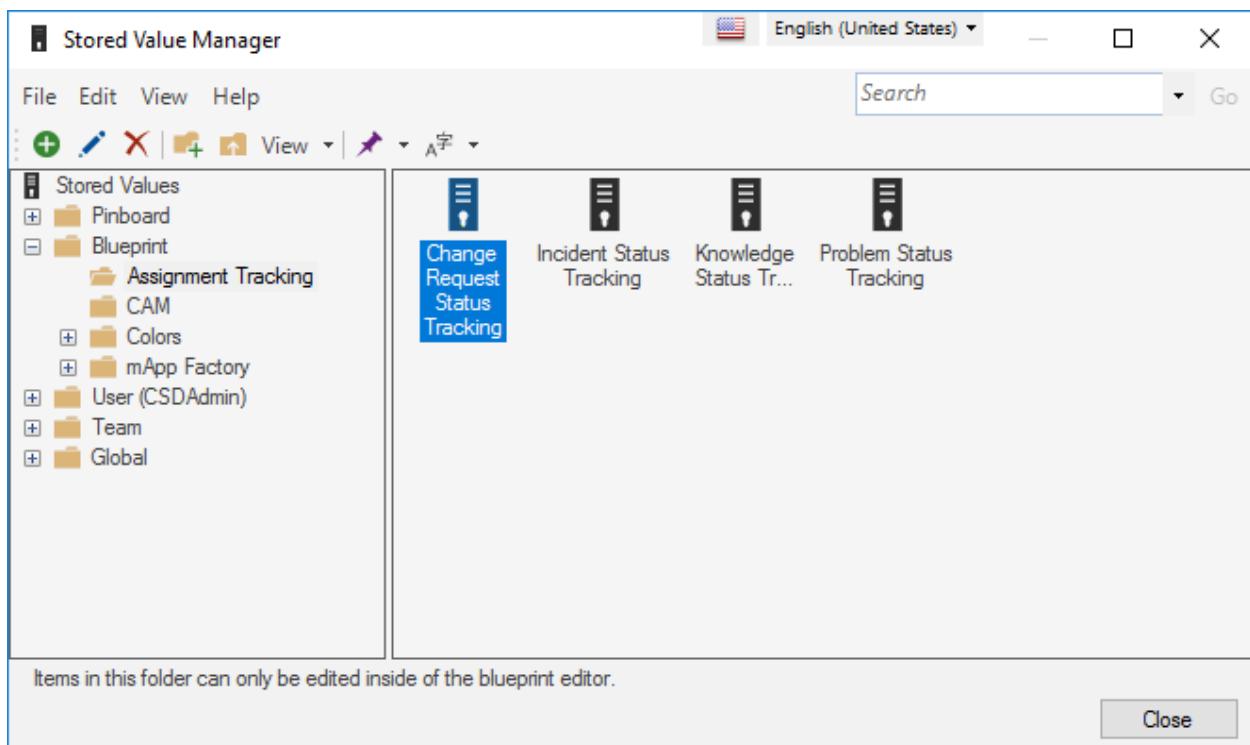 Stored Value Manager
English (United States)
File Edit View Help
Search
Go
View
A字
Stored Values
Pinboard
Blueprint
Assignment Tracking
CAM
Colors
mApp Factory
User (CSDAdmin)
Team
Global
Change
Request
Status
Tracking
Incident Status
Tracking
Knowledge
Status Tr...
Problem Status
Tracking
Items in this folder can only be edited inside of the blueprint editor.
Close